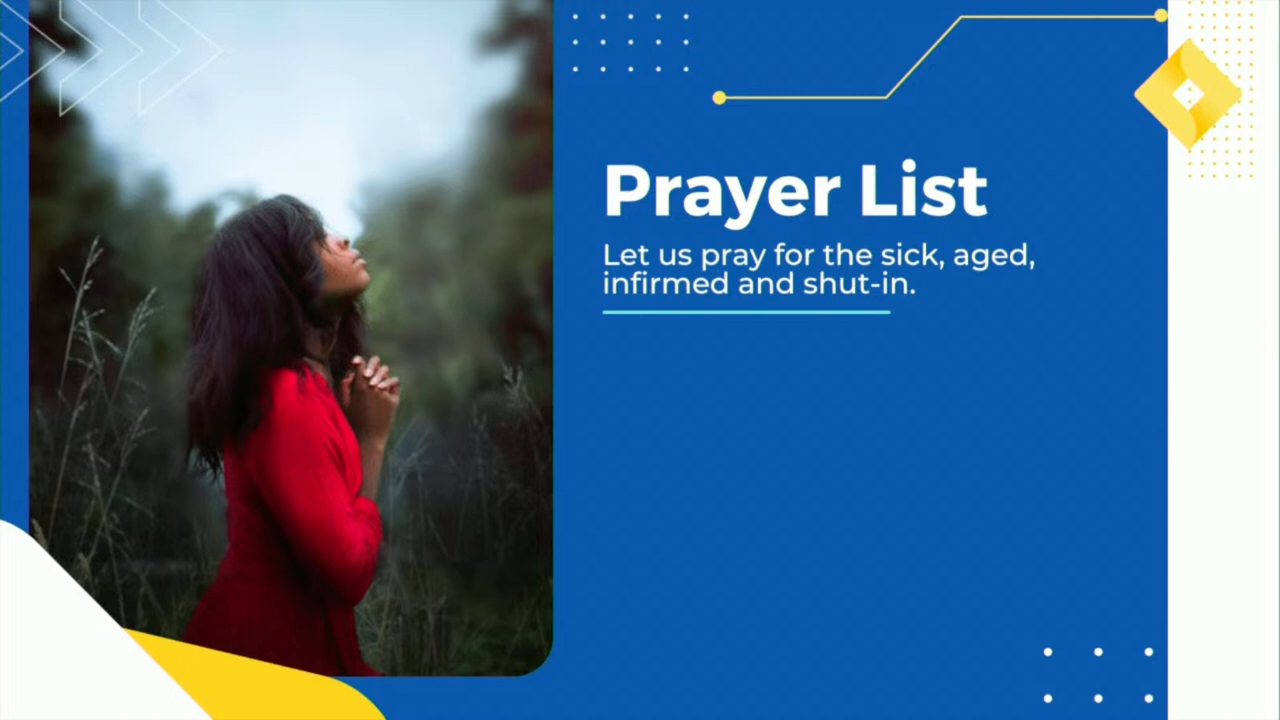 Prayer List
Let us pray for the sick, aged,
infirmed and shut-in.